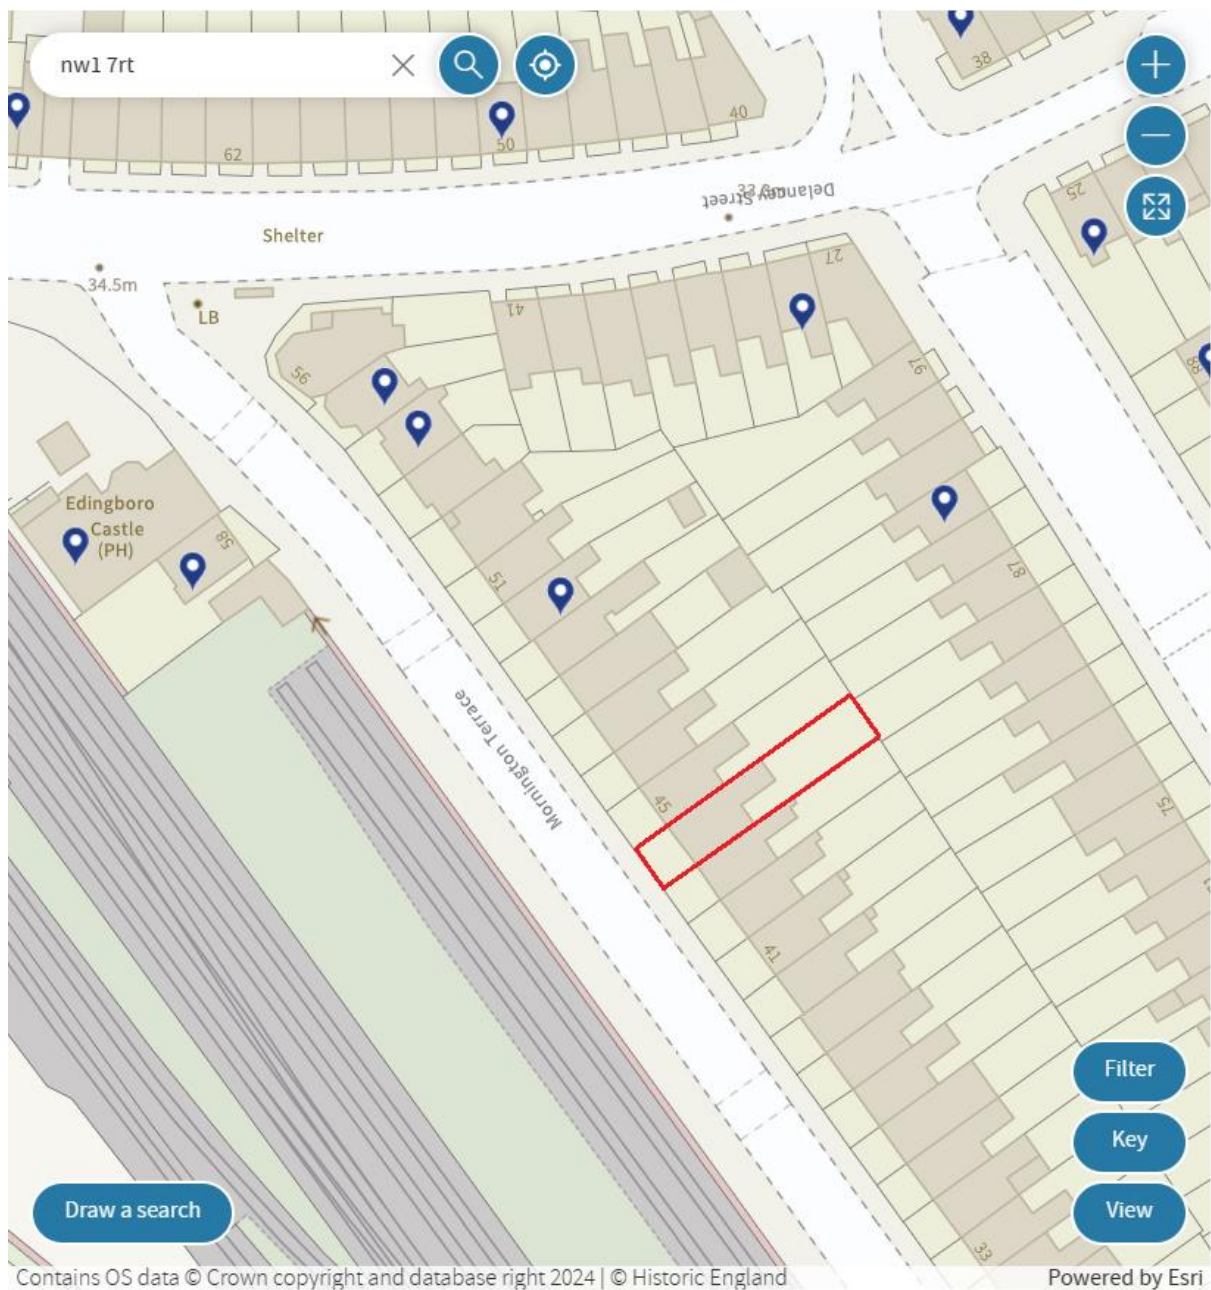 nw1 7rt
38
40
50
62
25
33.8m
Delancey Street
Shelter
34.5m
LB
27
41
56
97
88
Edingboro
Castle
(PH)
58
51
87
Mornington Terrace
45
75
41
33
Filter
Key
View
Draw a search
Contains OS data © Crown copyright and database right 2024 | © Historic England
Powered by Esri